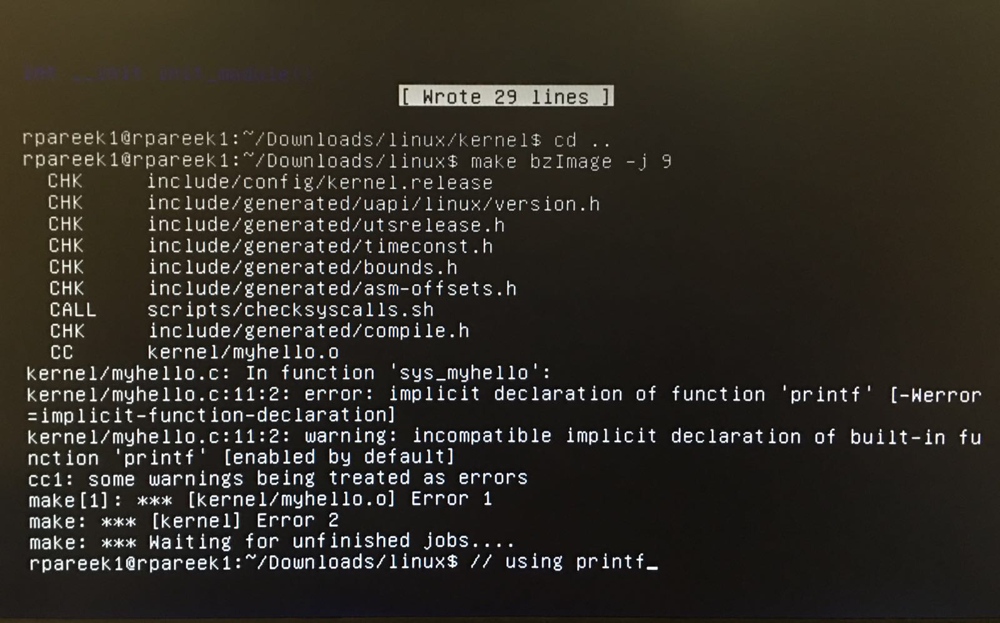 int __init init_module()
[ Wrote 29 lines ]
rpareek1@rpareek1:~/Downloads/linux/kernel$ cd ..
rpareek1@rpareek1:~/Downloads/linux$ make bzImage -j 9
  CHK     include/config/kernel.release
  CHK     include/generated/uapi/linux/version.h
  CHK     include/generated/utsrelease.h
  CHK     include/generated/timeconst.h
  CHK     include/generated/bounds.h
  CHK     include/generated/asm-offsets.h
  CALL    scripts/checksyscalls.sh
  CHK     include/generated/compile.h
  CC      kernel/myhello.o
kernel/myhello.c: In function 'sys_myhello':
kernel/myhello.c:11:2: error: implicit declaration of function 'printf' [-Werror
=implicit-function-declaration]
kernel/myhello.c:11:2: warning: incompatible implicit declaration of built-in fu
nction 'printf' [enabled by default]
cc1: some warnings being treated as errors
make[1]: *** [kernel/myhello.o] Error 1
make: *** [kernel] Error 2
make: *** Waiting for unfinished jobs....
rpareek1@rpareek1:~/Downloads/linux$ // using printf_